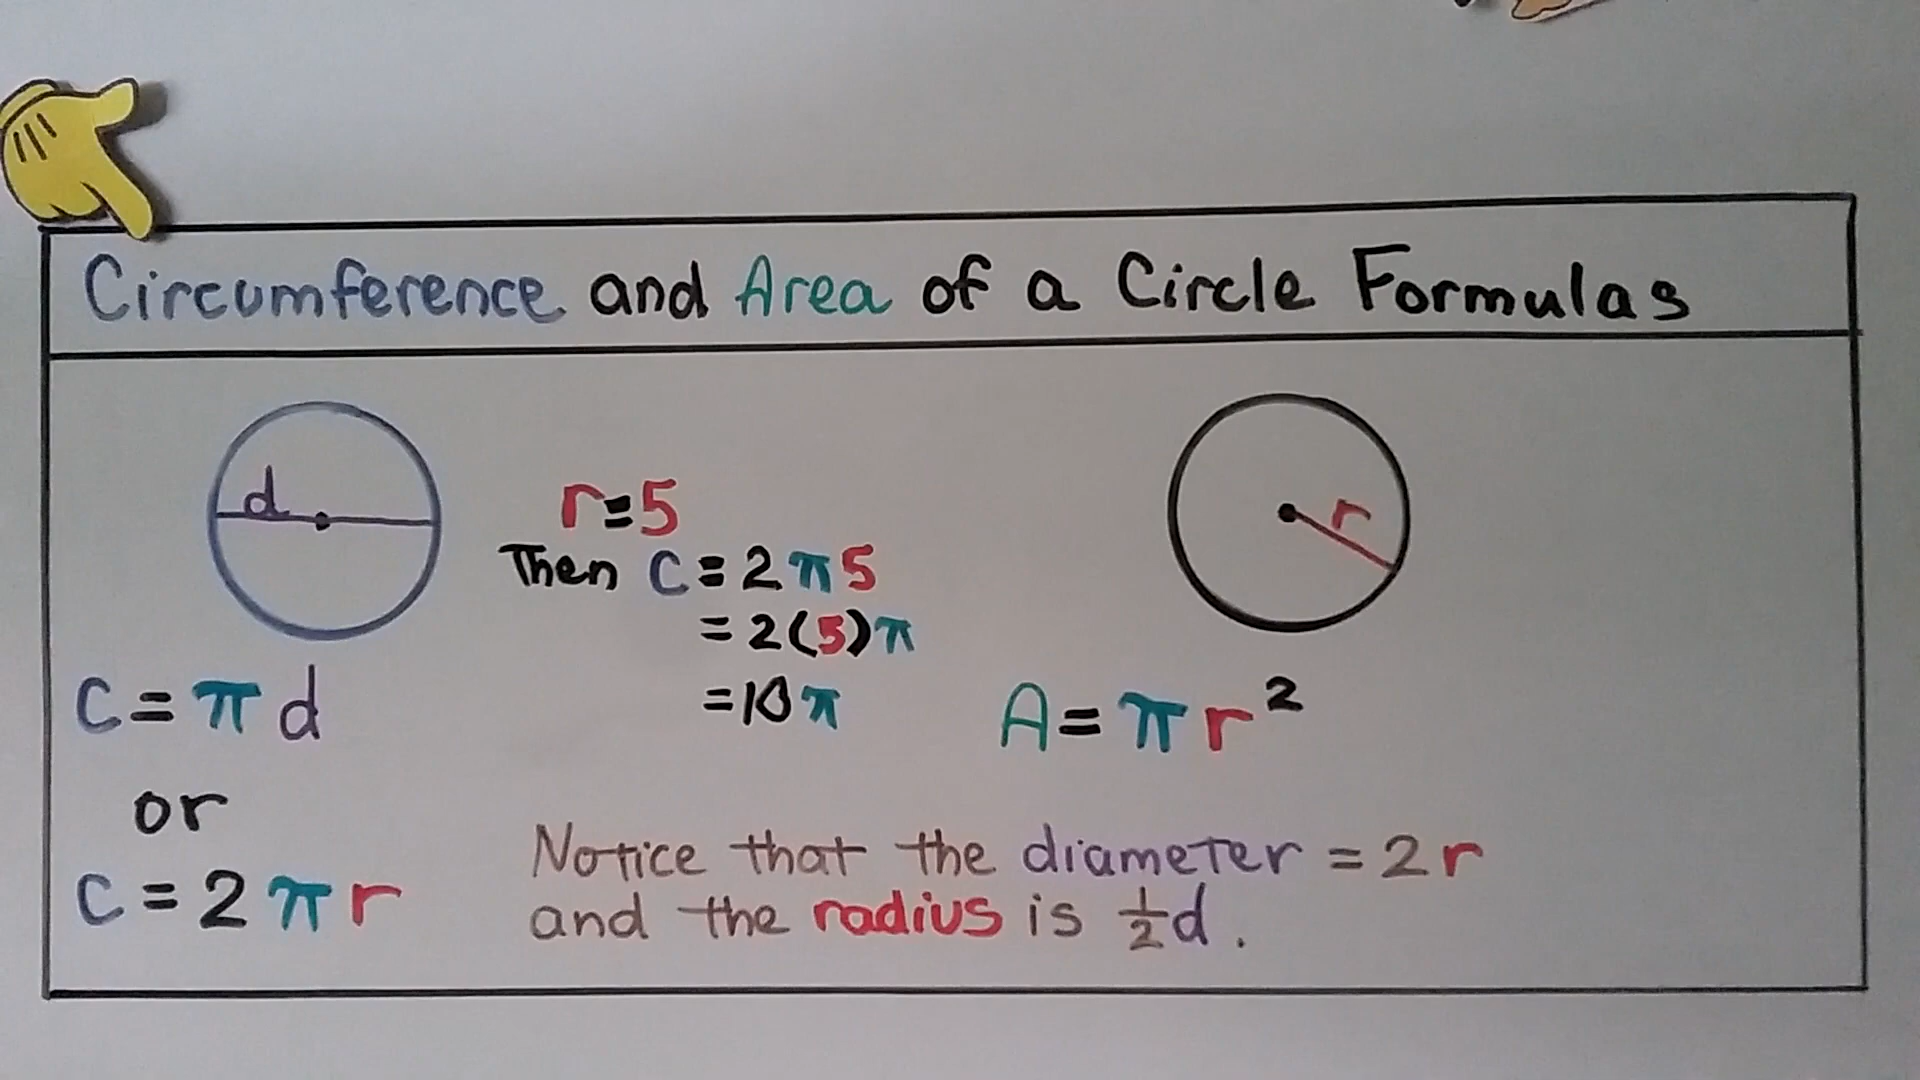 Circumference and Area of a Circle Formulas
d
r=5
Then C=2π5
=2(5)π
=10π
r
C=πd
or
C=2πr
A=πr²
Notice that the diameter=2r
and the radius is ½d.